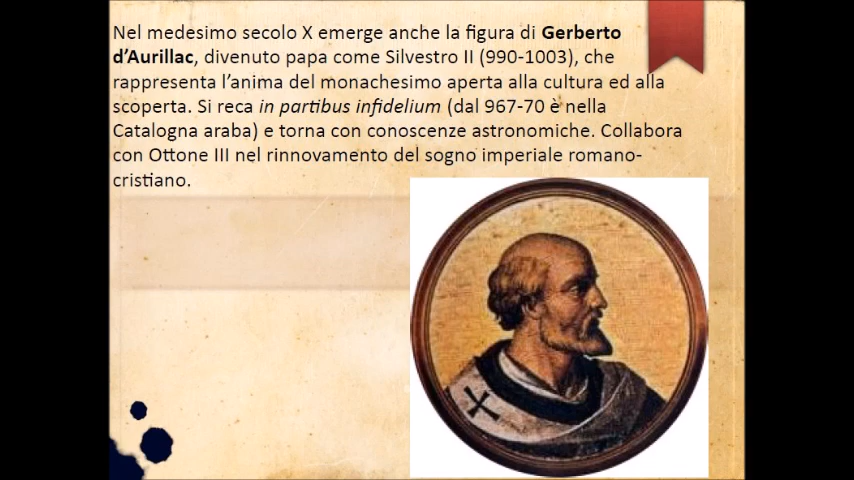 Nel medesimo secolo X emerge anche la figura di Gerberto
d’Aurillac, divenuto papa come Silvestro II (990-1003), che
rappresenta l’anima del monachesimo aperta alla cultura ed alla
scoperta. Si reca in partibus infidelium (dal 967-70 è nella
Catalogna araba) e torna con conoscenze astronomiche. Collabora
con Ottone III nel rinnovamento del sogno imperiale romano-
cristiano.